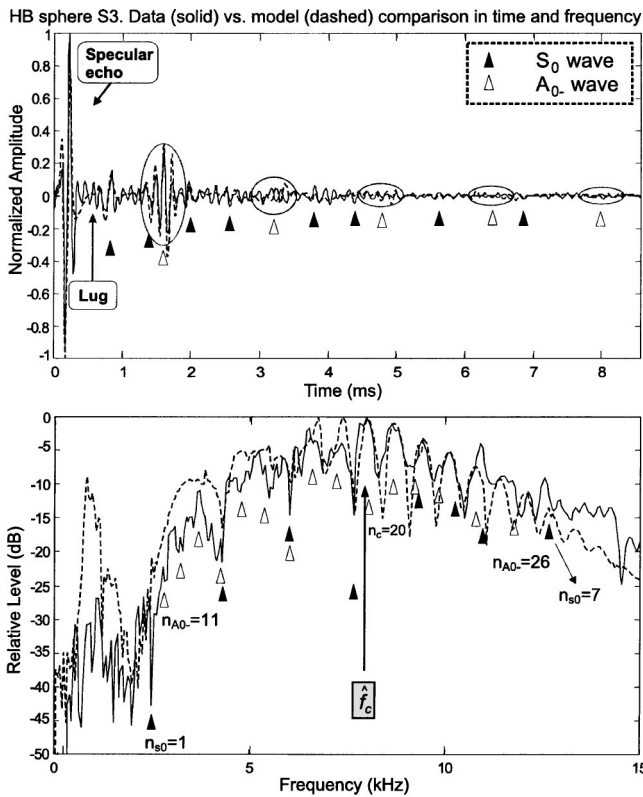 HB sphere S3. Data (solid) vs. model (dashed) comparison in time and frequency
Normalized Amplitude
1
0.8
0.6
0.4
0.2
0
-0.2
-0.4
-0.6
-0.8
-1
Specular
echo
Lug
S0 wave
A0- wave
0 1 2 3 4 5 6 7 8
Time (ms)
Relative Level (dB)
0
-5
-10
-15
-20
-25
-30
-35
-40
-45
-50
nc=20
nA0-=26
ns0=7
nA0-=11
f̂c
ns0=1
0 5 10 15
Frequency (kHz)